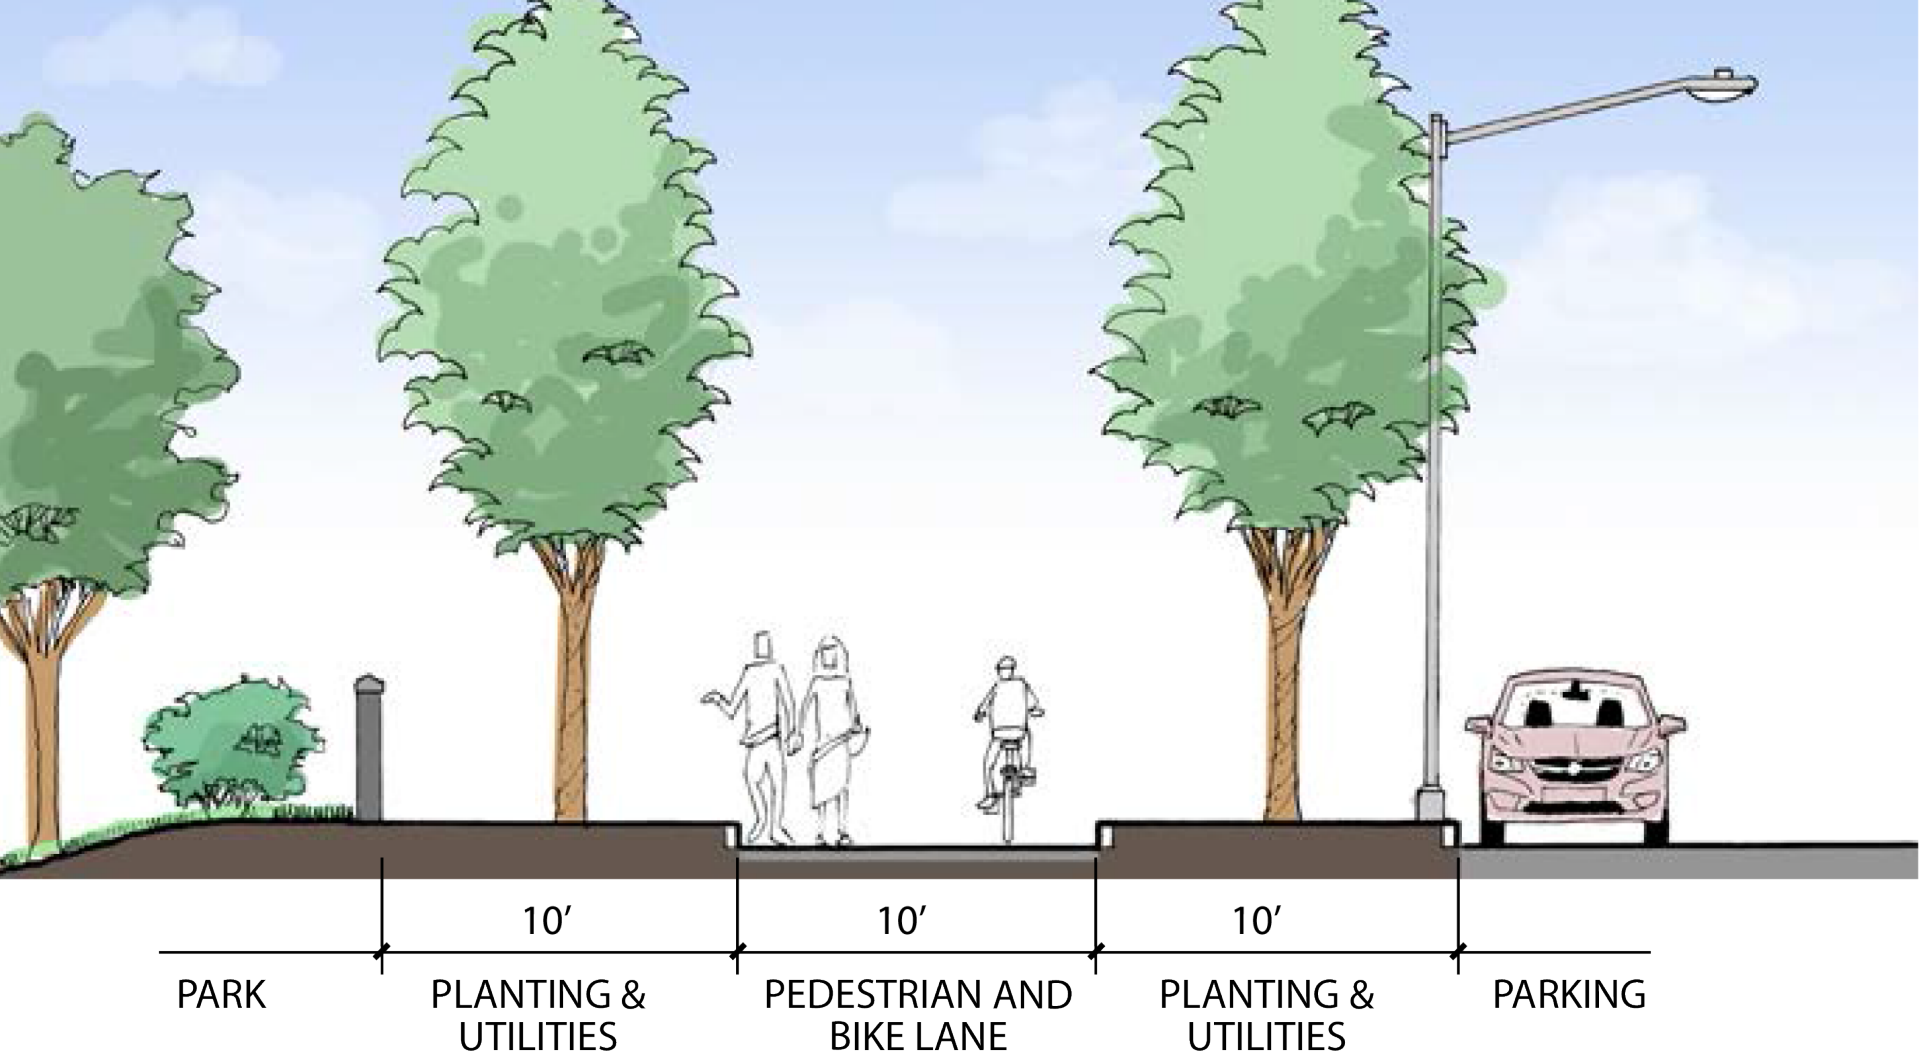 10’ 10’ 10’
PARK PLANTING & PEDESTRIAN AND PLANTING & PARKING
UTILITIES BIKE LANE UTILITIES